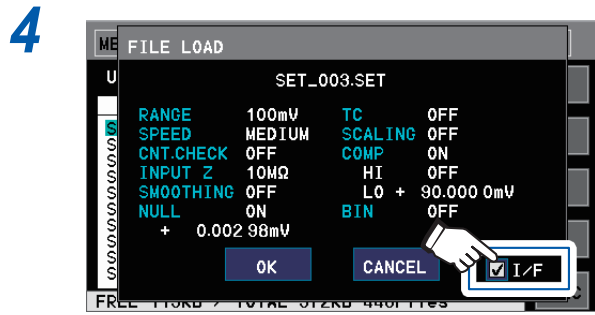 4
ME
FILE LOAD
U
SET_003.SET
RANGE 100mV TC OFF
SPEED MEDIUM SCALING OFF
CNT.CHECK OFF COMP ON
INPUT Z 10MΩ HI OFF
SMOOTHING OFF LO + 90.000 0mV
NULL ON BIN OFF
+ 0.002 98mV
S
S
S
S
S
S
S
S
S
OK CANCEL I/F